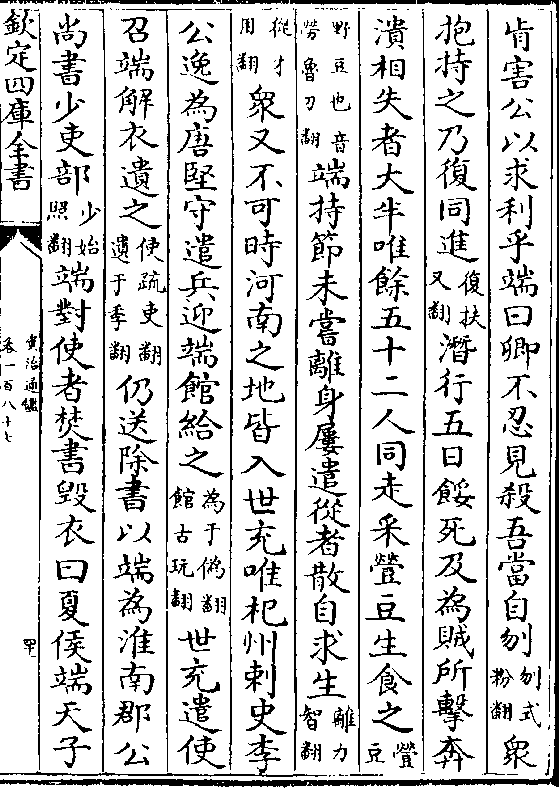 肯害公以求利乎端曰卿不忍見殺吾當自刎刎式粉翻衆
抱持之乃復同進復扶又翻潛行五日餒死及為賊所擊奔
潰相失者大半唯餘五十二人同走采䝁豆生食之䝁豆
野豆也音勞魯刀翻端持節未嘗離身屢遣從者散自求生離力智翻
從才用翻衆又不可時河南之地皆入世充唯杞州刺史李
公逸為唐堅守遣兵迎端館給之為于偽翻館古玩翻世充遣使
召端解衣遺之使疏吏翻遺于季翻仍送除書以端為淮南郡公
尚書少吏部少始照翻端對使者焚書毀衣曰夏侯端天子
欽定四庫全書
資治通鑑
卷一百八十七